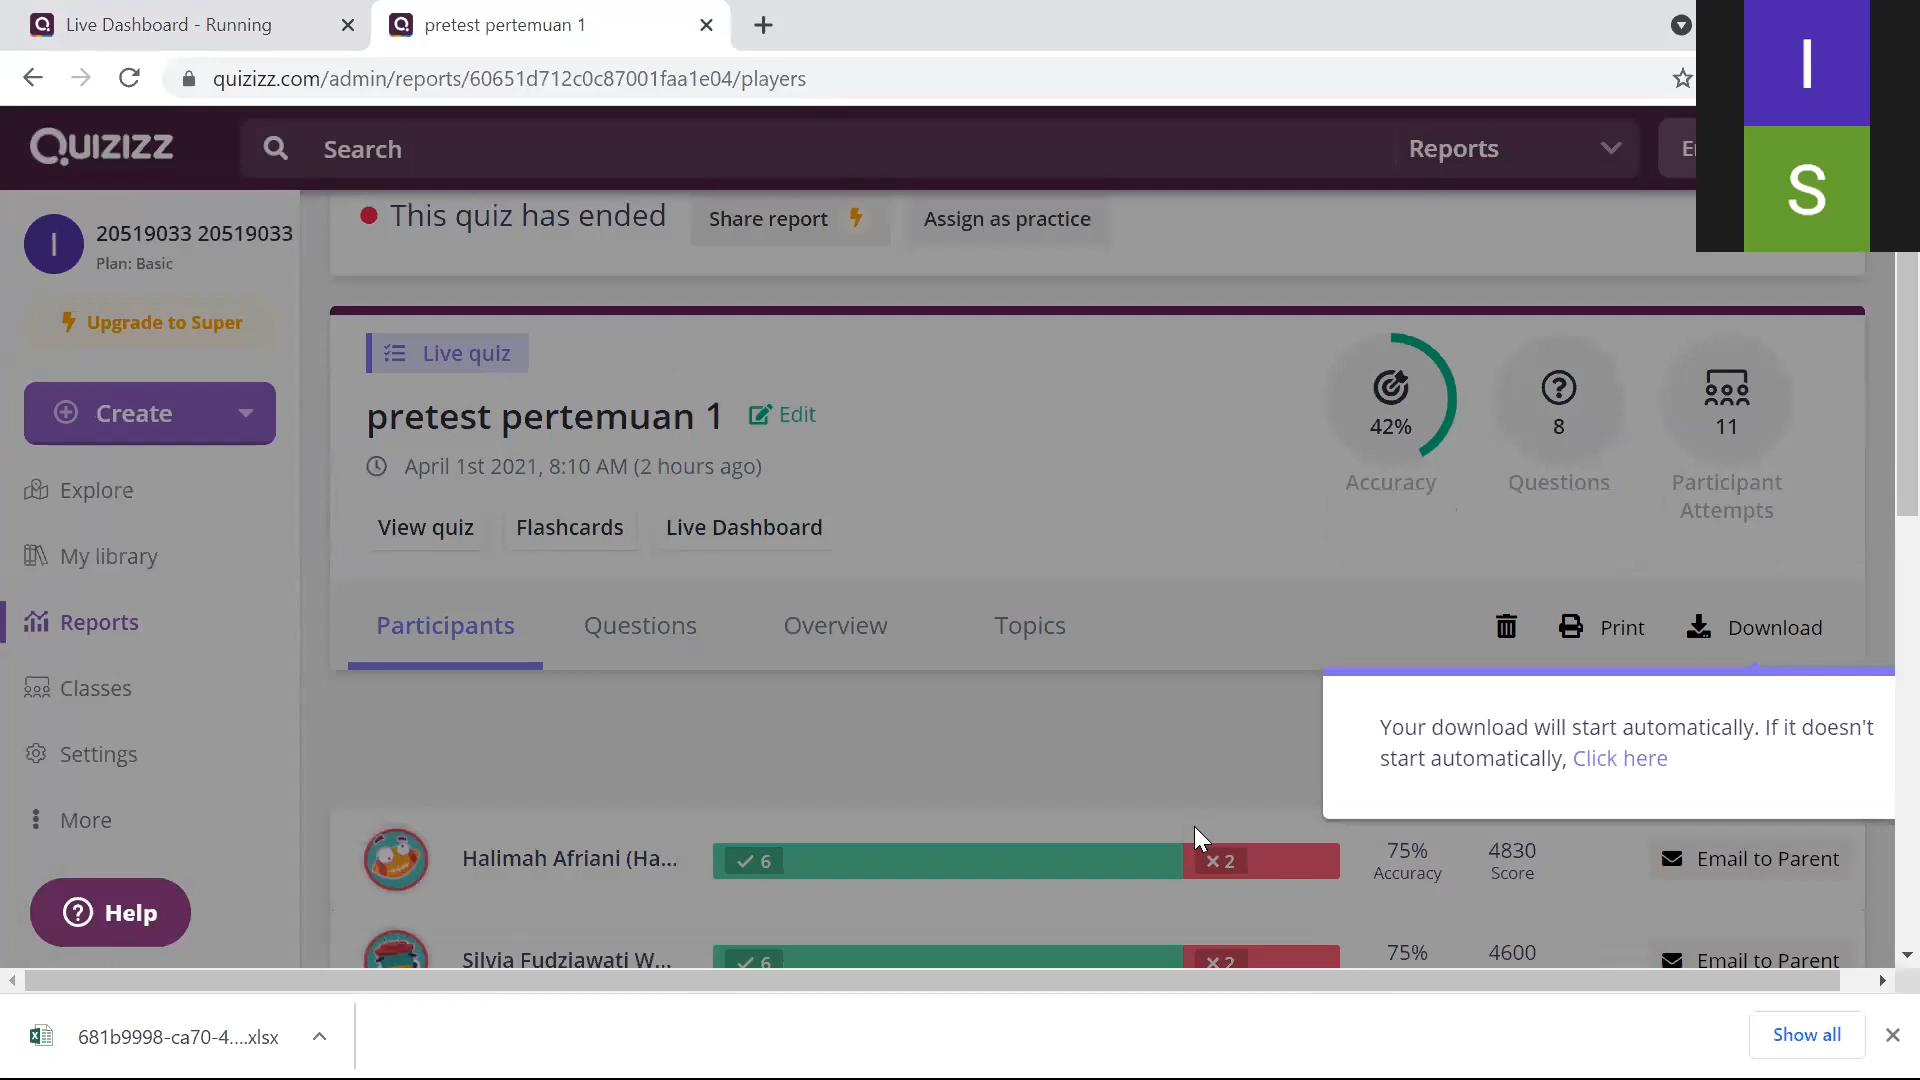 Live Dashboard - Running
pretest pertemuan 1
quizizz.com/admin/reports/60651d712c0c87001faa1e04/players
I
S
QUIZIZZ
Search
Reports
I
20519033 20519033
Plan: Basic
Upgrade to Super
Create
Explore
My library
Reports
Classes
Settings
More
Help
This quiz has ended
Share report
Assign as practice
Live quiz
pretest pertemuan 1
Edit
April 1st 2021, 8:10 AM (2 hours ago)
View quiz
Flashcards
Live Dashboard
42%
Accuracy
8
Questions
11
Participant
Attempts
Participants
Questions
Overview
Topics
Print
Download
Your download will start automatically. If it doesn't
start automatically, Click here
Halimah Afriani (Ha...
6
2
75%
Accuracy
4830
Score
Email to Parent
Silvia Fudziawati W...
6
2
75%
4600
Email to Parent
681b9998-ca70-4....xlsx
Show all